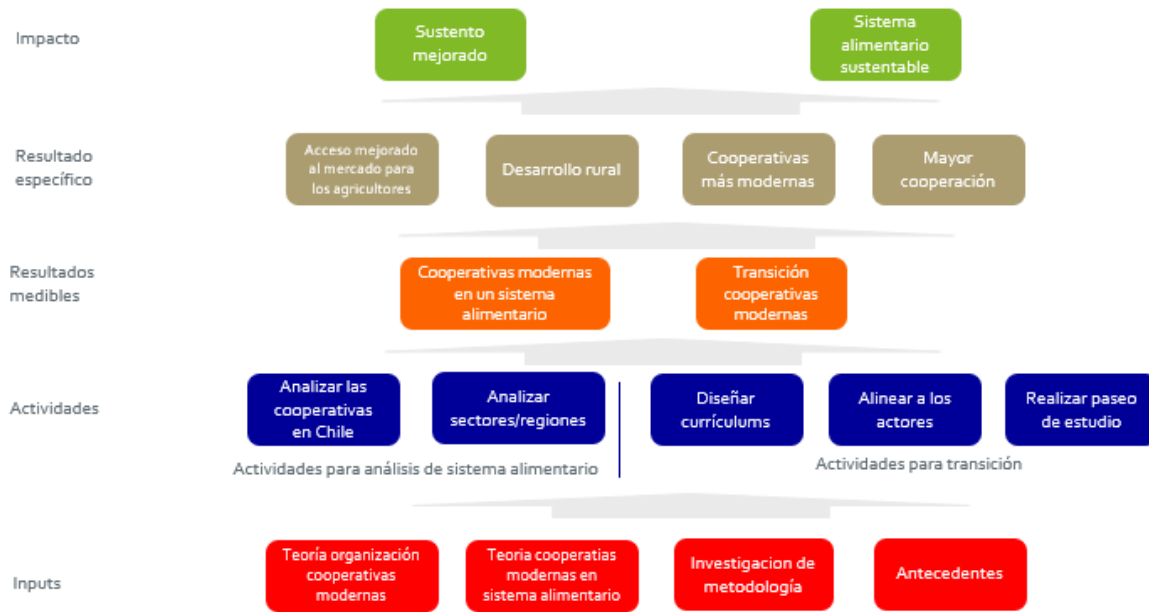 Impacto
Sustento
mejorado
Sistema
alimentario
sustentable
Resultado
específico
Acceso mejorado
al mercado para
los agricultores
Desarrollo rural
Cooperativas
más modernas
Mayor
cooperación
Resultados
medibles
Cooperativas modernas
en un sistema
alimentario
Transición
cooperativas
modernas
Actividades
Analizar las
cooperativas
en Chile
Analizar
sectores/regiones
Diseñar
currículums
Alinear a los
actores
Realizar paseo
de estudio
Actividades para análisis de sistema alimentario
Actividades para transición
Inputs
Teoría organización
cooperativas
modernas
Teoria cooperatias
modernas en
sistema alimentario
Investigacion de
metodología
Antecedentes